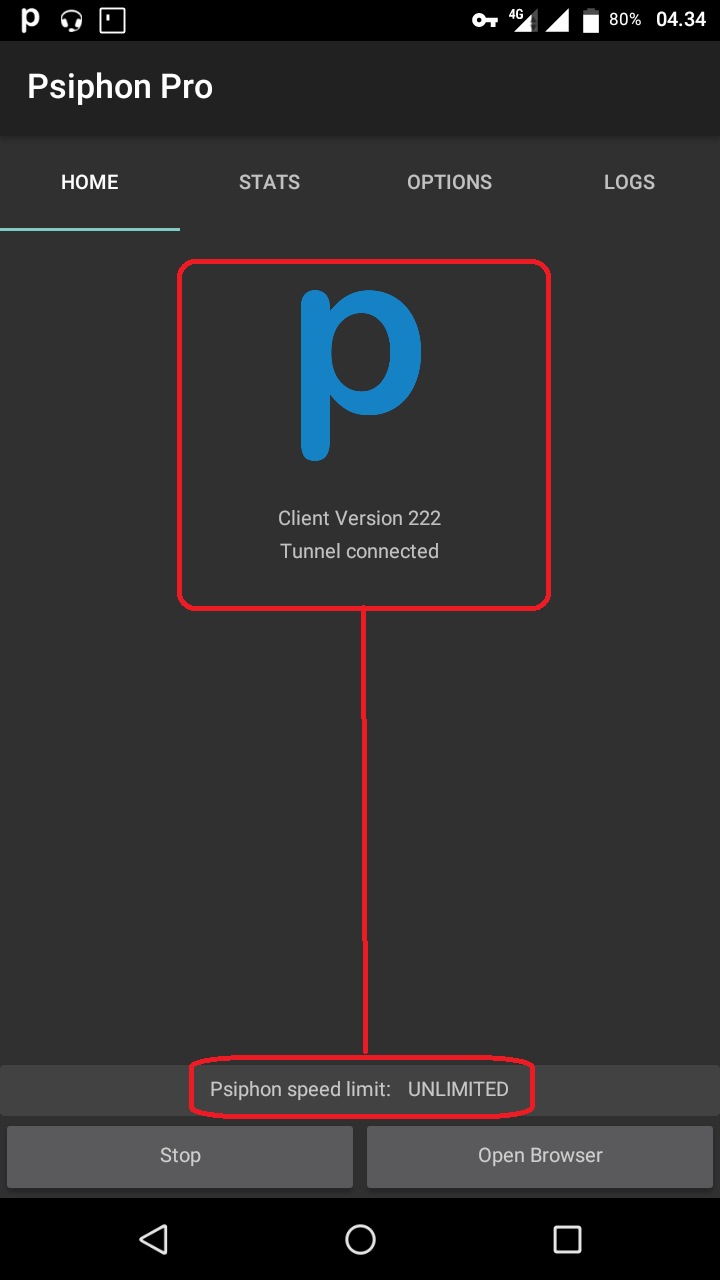 4G 80% 04.34
Psiphon Pro
HOME STATS OPTIONS LOGS
p
Client Version 222
Tunnel connected
Psiphon speed limit: UNLIMITED
Stop Open Browser